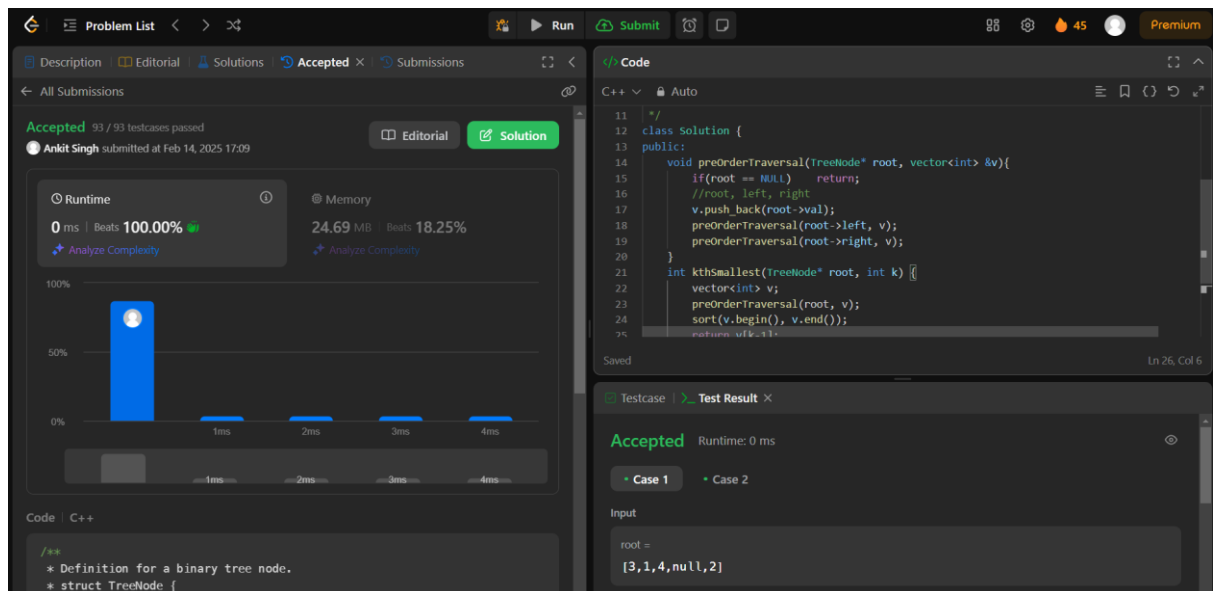 Problem List
Run
Submit
45
Premium
Description
Editorial
Solutions
Accepted
Submissions
All Submissions
Accepted 93 / 93 testcases passed
Ankit Singh submitted at Feb 14, 2025 17:09
Editorial
Solution
Runtime
0 ms | Beats 100.00%
Analyze Complexity
Memory
24.69 MB | Beats 18.25%
Analyze Complexity
100%
50%
0%
1ms 2ms 3ms 4ms
1ms 2ms 3ms 4ms
Code | C++
/**
* Definition for a binary tree node.
* struct TreeNode {
</> Code
C++ Auto
11 */
12 class Solution {
13 public:
14 void preOrderTraversal(TreeNode* root, vector<int> &v){
15 if(root == NULL) return;
16 //root, left, right
17 v.push_back(root->val);
18 preOrderTraversal(root->left, v);
19 preOrderTraversal(root->right, v);
20 }
21 int kthSmallest(TreeNode* root, int k) {
22 vector<int> v;
23 preOrderTraversal(root, v);
24 sort(v.begin(), v.end());
25 return v[k-1];
Saved
Ln 26, Col 6
Testcase
>_ Test Result
Accepted Runtime: 0 ms
• Case 1
• Case 2
Input
root =
[3,1,4,null,2]